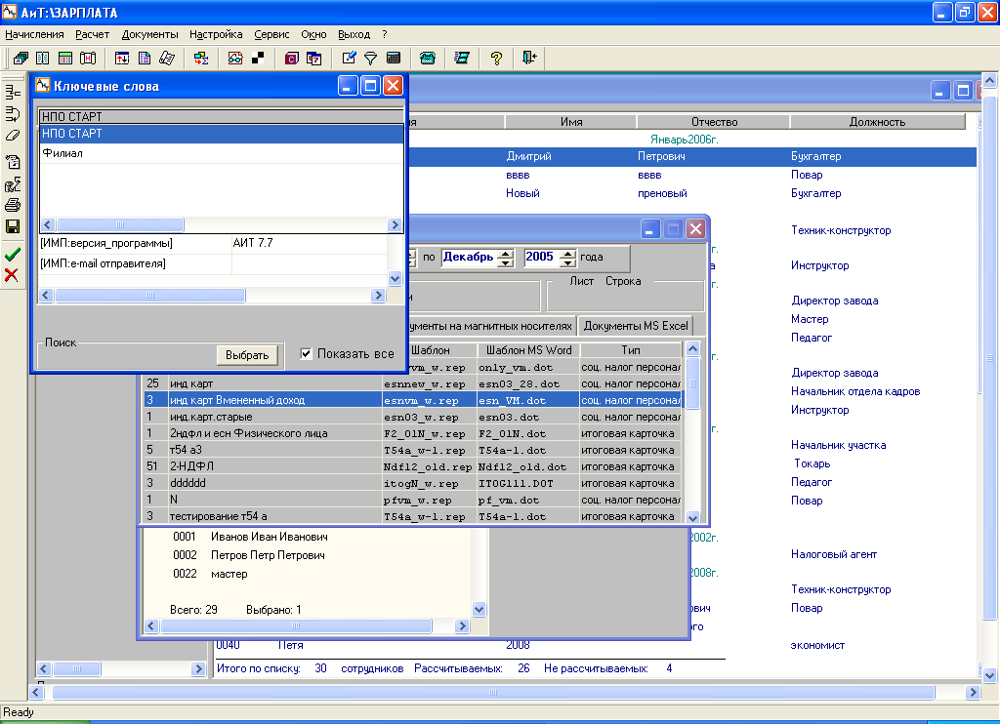 АиТ:\ЗАРПЛАТА
Начисления Расчет Документы Настройка Сервис Окно Выход ?
Ключевые слова
НПО СТАРТ
НПО СТАРТ
Филиал
[ИМП:версия_программы] АИТ 7.7
[ИМП:e-mail отправителя]
Поиск
Выбрать
Показать все
Имя Отчество Должность
Январь2006г.
Дмитрий Петрович Бухгалтер
вввв вввв Повар
Новый преновый Бухгалтер
Техник-конструктор
Инструктор
Директор завода
Мастер
Педагог
Директор завода
Начальник отдела кадров
Инструктор
Начальник участка
Токарь
Педагог
Повар
2002г.
Налоговый агент
2008г.
Техник-конструктор
Повар
0040 Петя 2008 экономист
Итого по списку: 30 сотрудников Рассчитываемых: 26 Не рассчитываемых: 4
по Декабрь 2005 года
Лист Строка
на магнитных носителях Документы MS Excel
Шаблон Шаблон MS Word Тип
only_vm.dot соц. налог персонал
25 инд карт esnnew_w.rep esn03_28.dot соц. налог персонал
3 инд карт Вмененный доход esnvm_w.rep esn_VM.dot соц. налог персонал
1 инд.карт.старые esn03_w.rep esn03.dot соц. налог персонал
1 2ндфл и есн Физического лица F2_01N_w.rep F2_01N.dot итоговая карточка
5 т54 а3 T54a_w-1.rep T54a-1.dot итоговая карточка
51 2-НДФЛ Ndfl2_old.rep Ndfl2_old.dot итоговая карточка
3 dddddd itogN_w.rep ITOG111.DOT итоговая карточка
1 N pfvm_w.rep pf_vm.dot соц. налог персонал
3 тестирование т54 а T54a_w-1.rep T54a-1.dot итоговая карточка
0001 Иванов Иван Иванович
0002 Петров Петр Петрович
0022 мастер
Всего: 29 Выбрано: 1
Ready